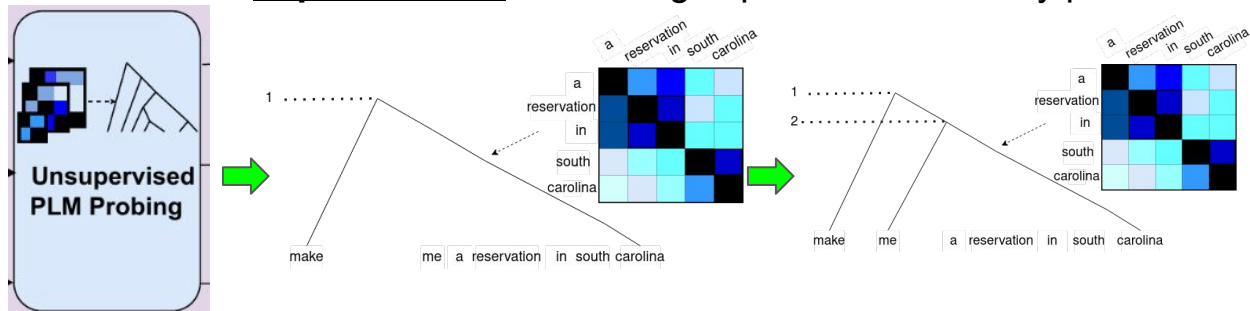 Unsupervised
PLM Probing
1
make
me a reservation in south carolina
a reservation in south carolina
a
reservation
in
south
carolina
1
2
make me a reservation in south carolina
a reservation in south carolina
a
reservation
in
south
carolina